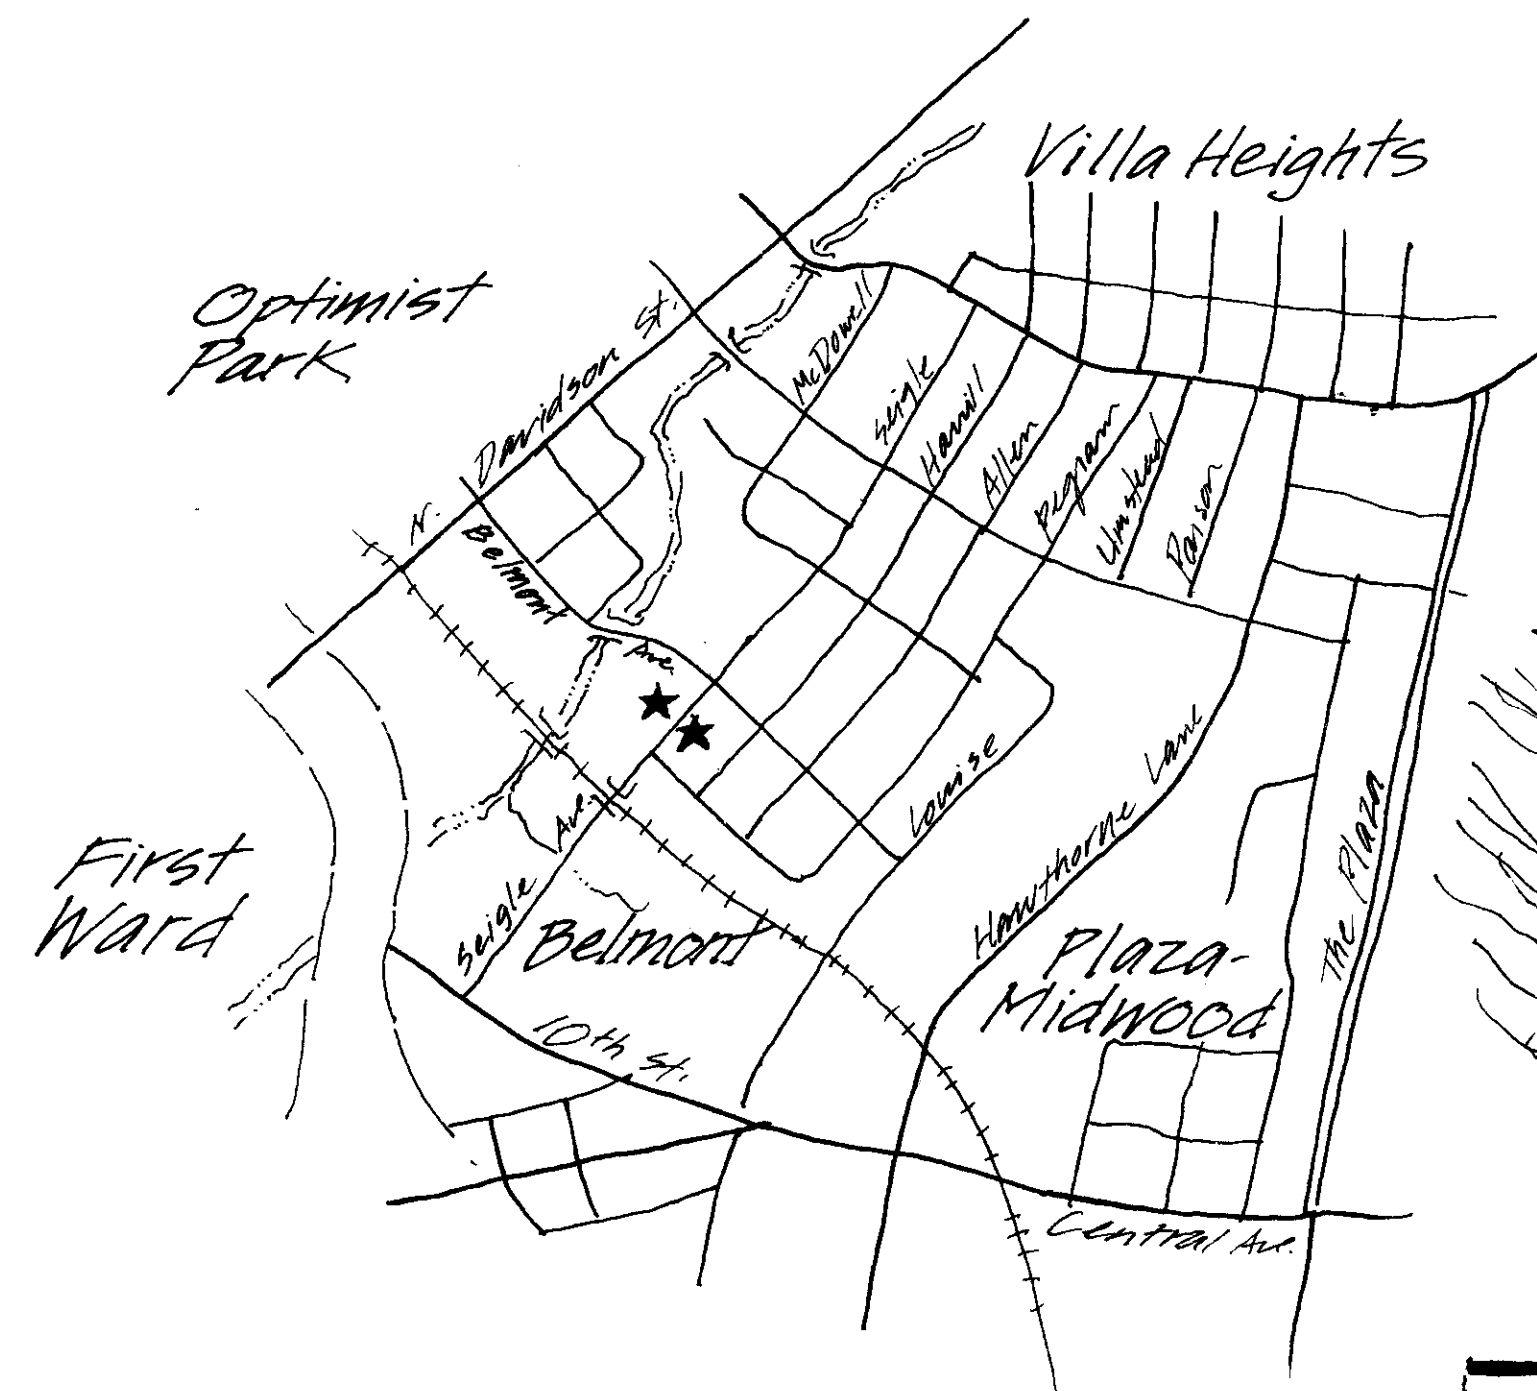 Villa Heights
Optimist
Park
N. Davidson St.
McDowell
Seigle
Hamill
Allen
Pegram
Umstead
Parson
Belmont
Ave.
Louise
Hawthorne Lane
The Plaza
Seigle Ave.
First
Ward
Belmont
Plaza-
Midwood
10th St.
Central Ave.